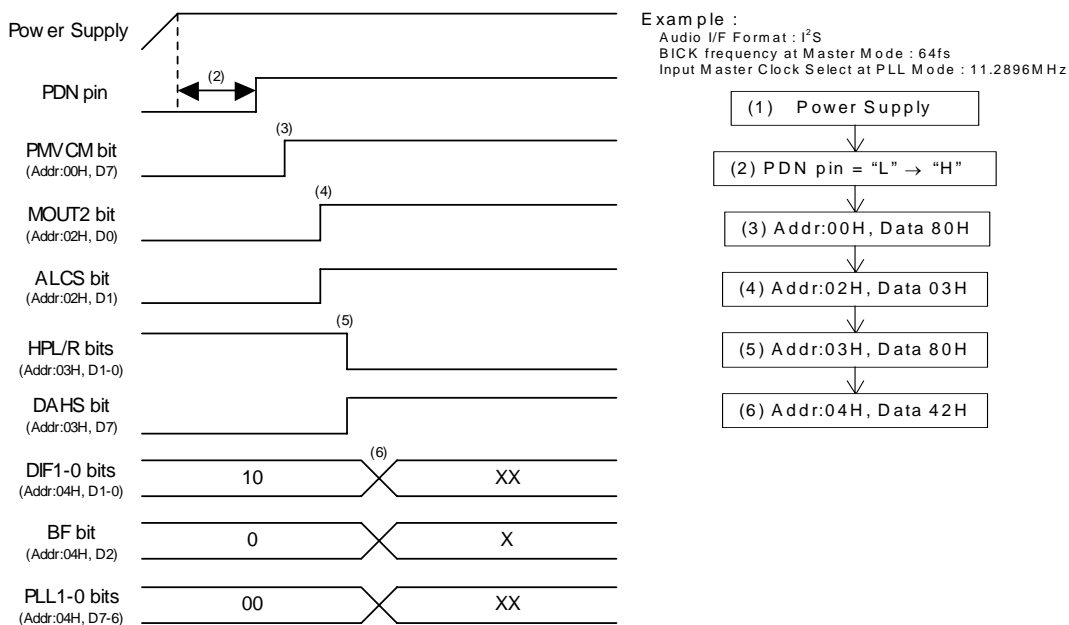 Power Supply
(2)
PDN pin
(3)
PMVCM bit
(Addr:00H, D7)
(4)
MOUT2 bit
(Addr:02H, D0)
ALCS bit
(Addr:02H, D1)
(5)
HPL/R bits
(Addr:03H, D1-0)
DAHS bit
(Addr:03H, D7)
(6)
DIF1-0 bits
(Addr:04H, D1-0)
10
XX
BF bit
(Addr:04H, D2)
0
X
PLL1-0 bits
(Addr:04H, D7-6)
00
XX
Example :
Audio I/F Format : I²S
BICK frequency at Master Mode : 64fs
Input Master Clock Select at PLL Mode : 11.2896MHz
(1) Power Supply
(2) PDN pin = “L” → “H”
(3) Addr:00H, Data 80H
(4) Addr:02H, Data 03H
(5) Addr:03H, Data 80H
(6) Addr:04H, Data 42H